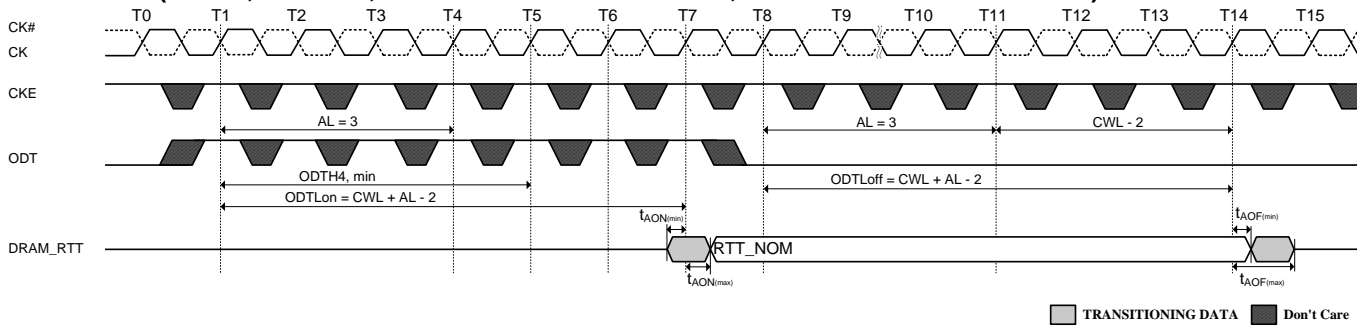 T0 T1 T2 T3 T4 T5 T6 T7 T8 T9 T10 T11 T12 T13 T14 T15
CK#
CK
CKE
AL = 3 AL = 3 CWL - 2
ODT
ODTH4, min
ODTLon = CWL + AL - 2
ODTLoff = CWL + AL - 2
tAON(min) tAOF(min)
DRAM_RTT RTT_NOM
tAON(max) tAOF(max)
TRANSITIONING DATA Don't Care